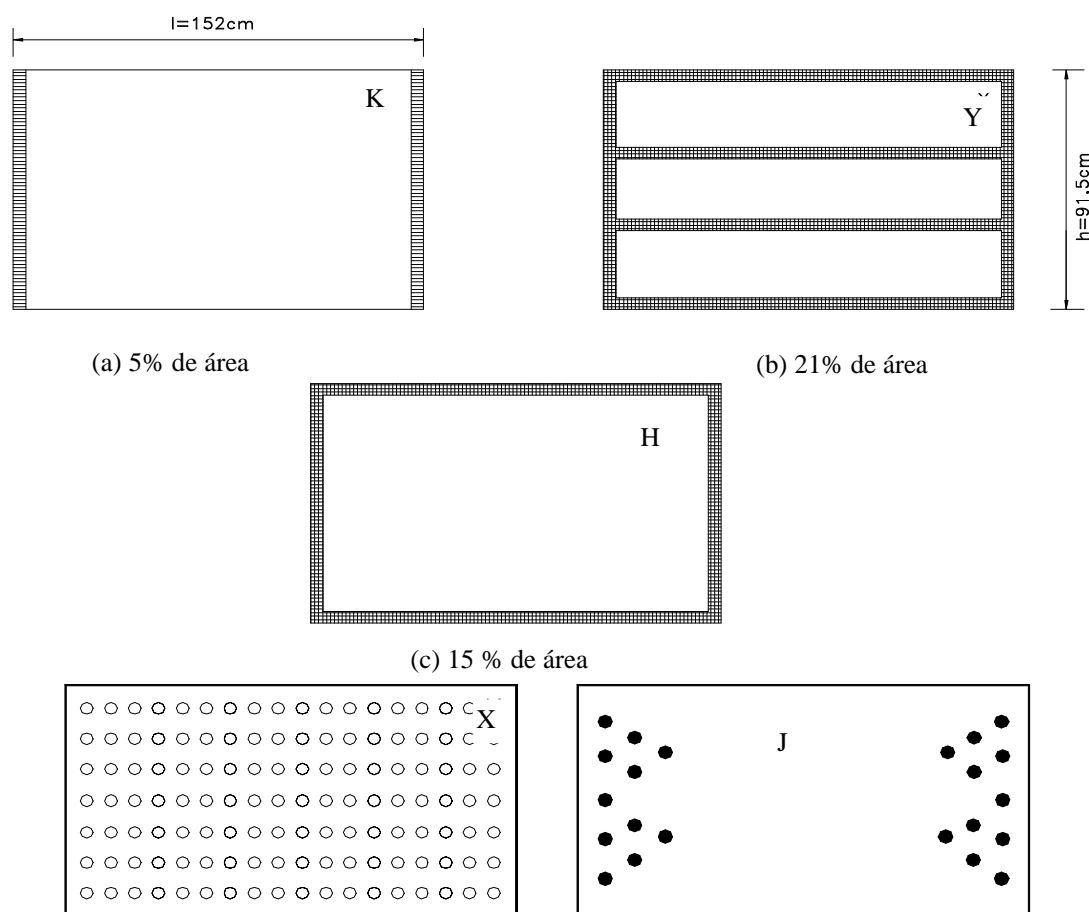 l=152cm
K
Y
h=91,5cm
(a) 5% de área
(b) 21% de área
H
(c) 15 % de área
X
J